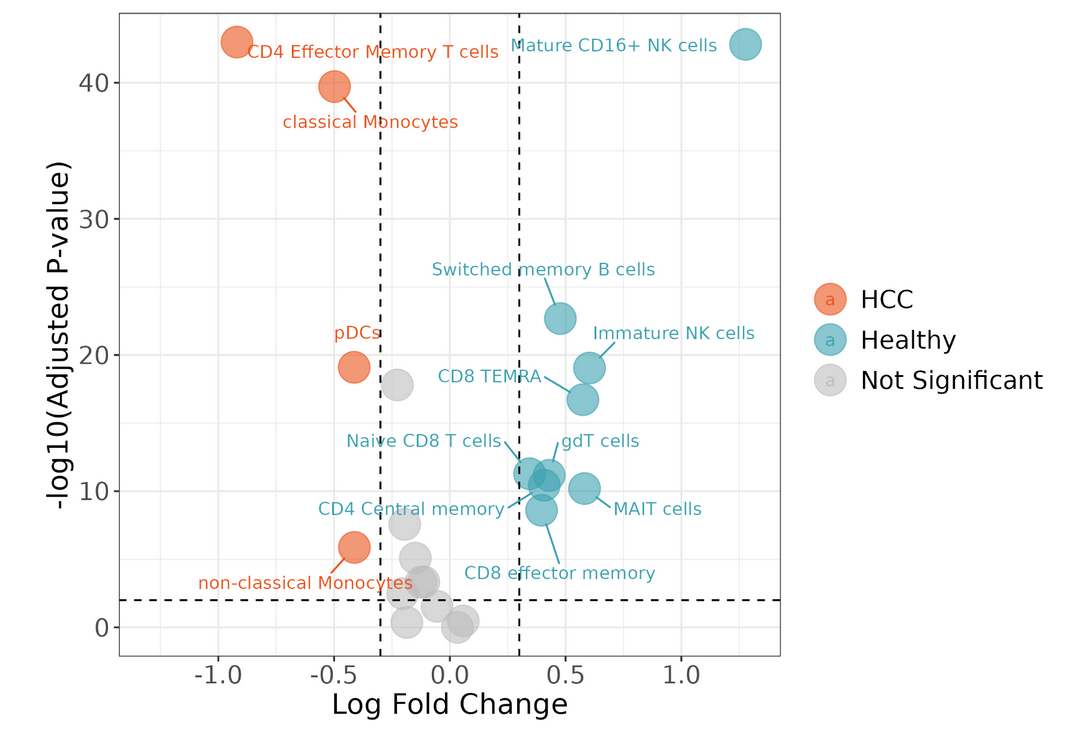 CD4 Effector Memory T cells
Mature CD16+ NK cells
classical Monocytes
Switched memory B cells
pDCs
Immature NK cells
CD8 TEMRA
Naive CD8 T cells
gdT cells
CD4 Central memory
MAIT cells
CD8 effector memory
non-classical Monocytes
40
30
20
10
0
-log10(Adjusted P-value)
-1.0
-0.5
0.0
0.5
1.0
Log Fold Change
a HCC
a Healthy
a Not Significant